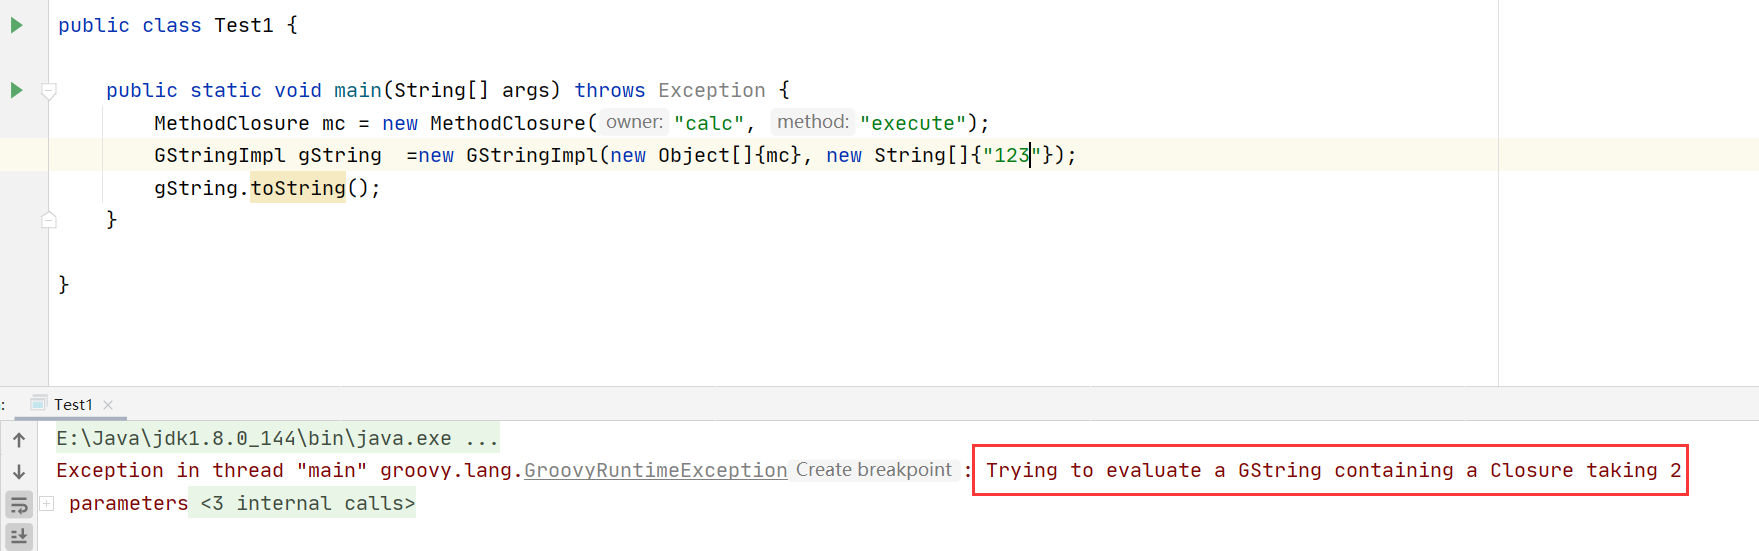 public class Test1 {
public static void main(String[] args) throws Exception {
MethodClosure mc = new MethodClosure( owner: "calc", method: "execute");
GStringImpl gString  =new GStringImpl(new Object[]{mc}, new String[]{"123"});
gString.toString();
}
}
: Test1 ×
E:\Java\jdk1.8.0_144\bin\java.exe ...
Exception in thread "main" groovy.lang.GroovyRuntimeException Create breakpoint : Trying to evaluate a GString containing a Closure taking 2
parameters <3 internal calls>